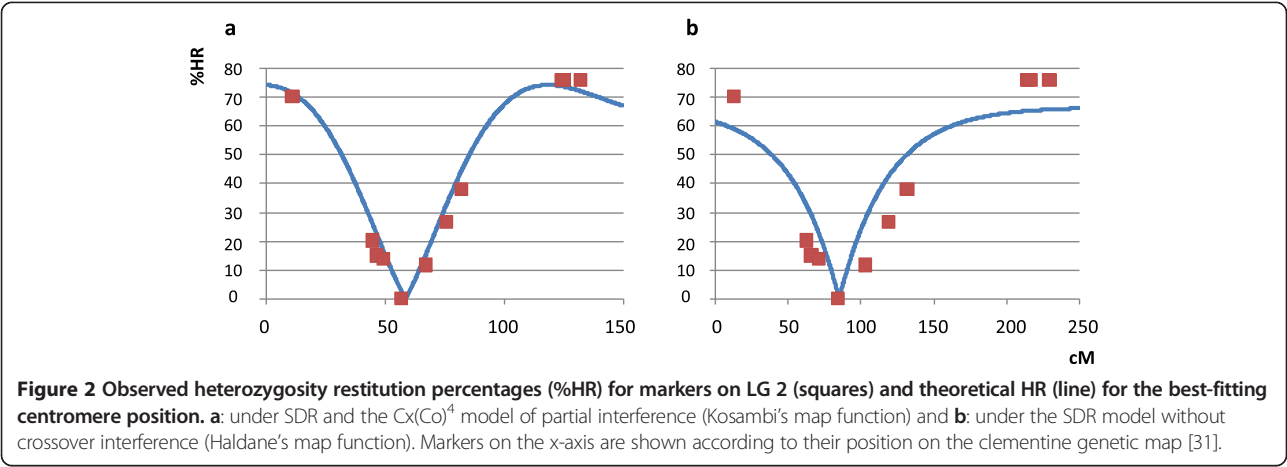 a
b
%HR
80
70
60
50
40
30
20
10
0
0 50 100 150
80
70
60
50
40
30
20
10
0
0 50 100 150 200 250
cM
Figure 2 Observed heterozygosity restitution percentages (%HR) for markers on LG 2 (squares) and theoretical HR (line) for the best-fitting
centromere position. a: under SDR and the Cx(Co)⁴ model of partial interference (Kosambi's map function) and b: under the SDR model without
crossover interference (Haldane's map function). Markers on the x-axis are shown according to their position on the clementine genetic map [31].